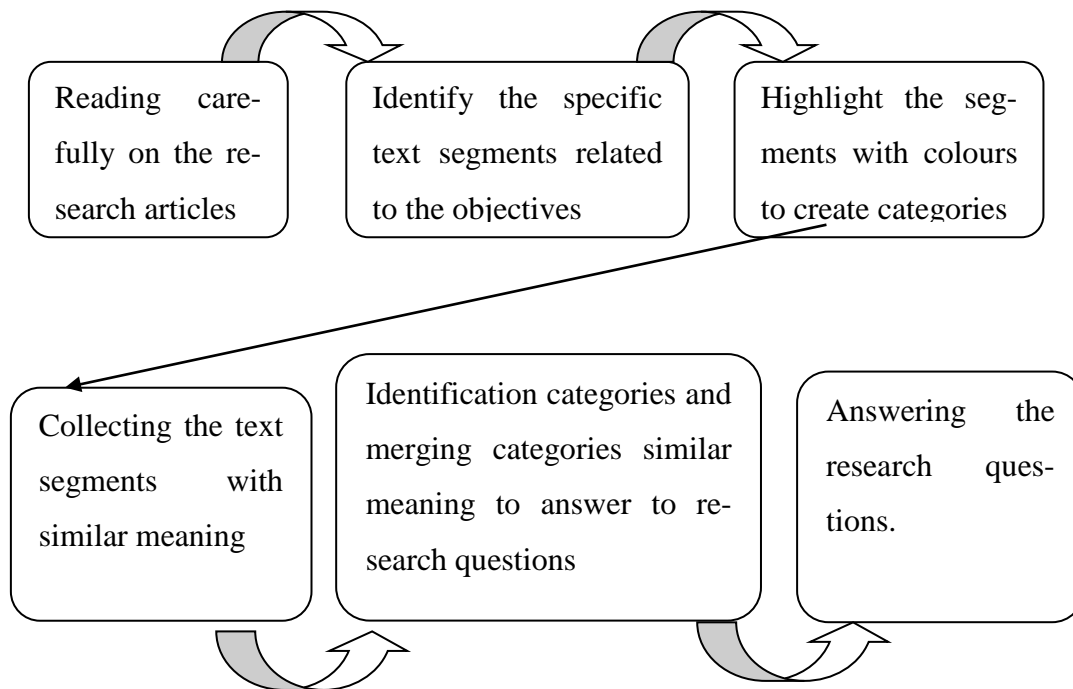 Reading care-
fully on the re-
search articles
Identify the specific
text segments related
to the objectives
Highlight the seg-
ments with colours
to create categories
Collecting the text
segments with
similar meaning
Identification categories and
merging categories similar
meaning to answer to re-
search questions
Answering the
research ques-
tions.